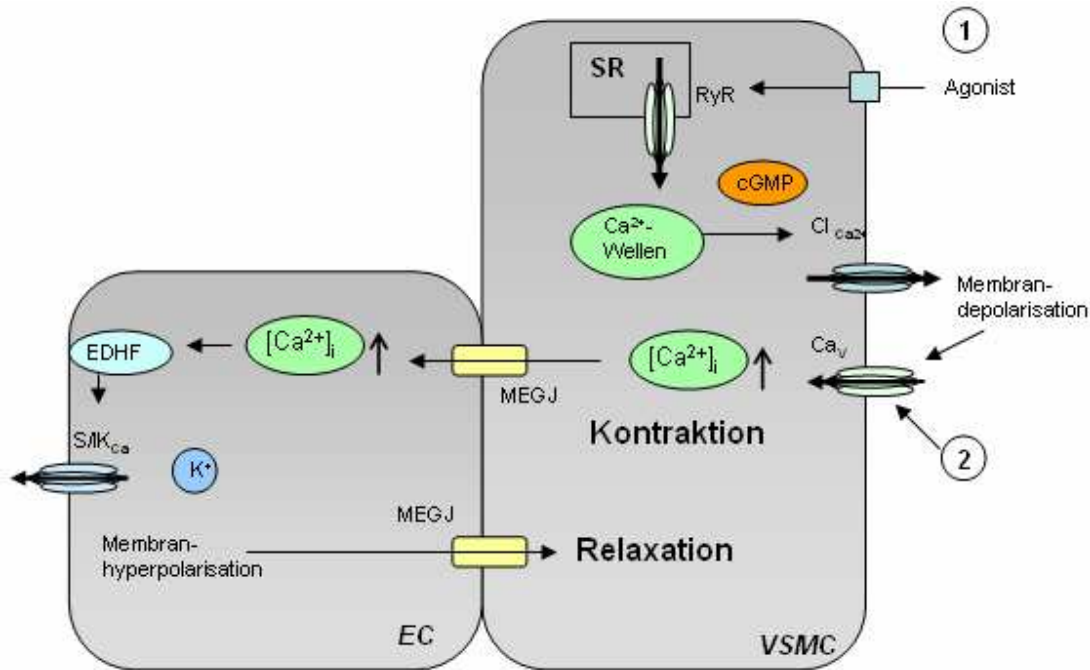 1
SR
RyR
Agonist
cGMP
Ca²⁺-
Wellen
Cl Ca2+
Membran-
depolarisation
EDHF
[Ca²⁺]i
[Ca²⁺]i
Cav
MEGJ
Kontraktion
S/IKCa
K⁺
2
MEGJ
Membran-
hyperpolarisation
Relaxation
EC
VSMC